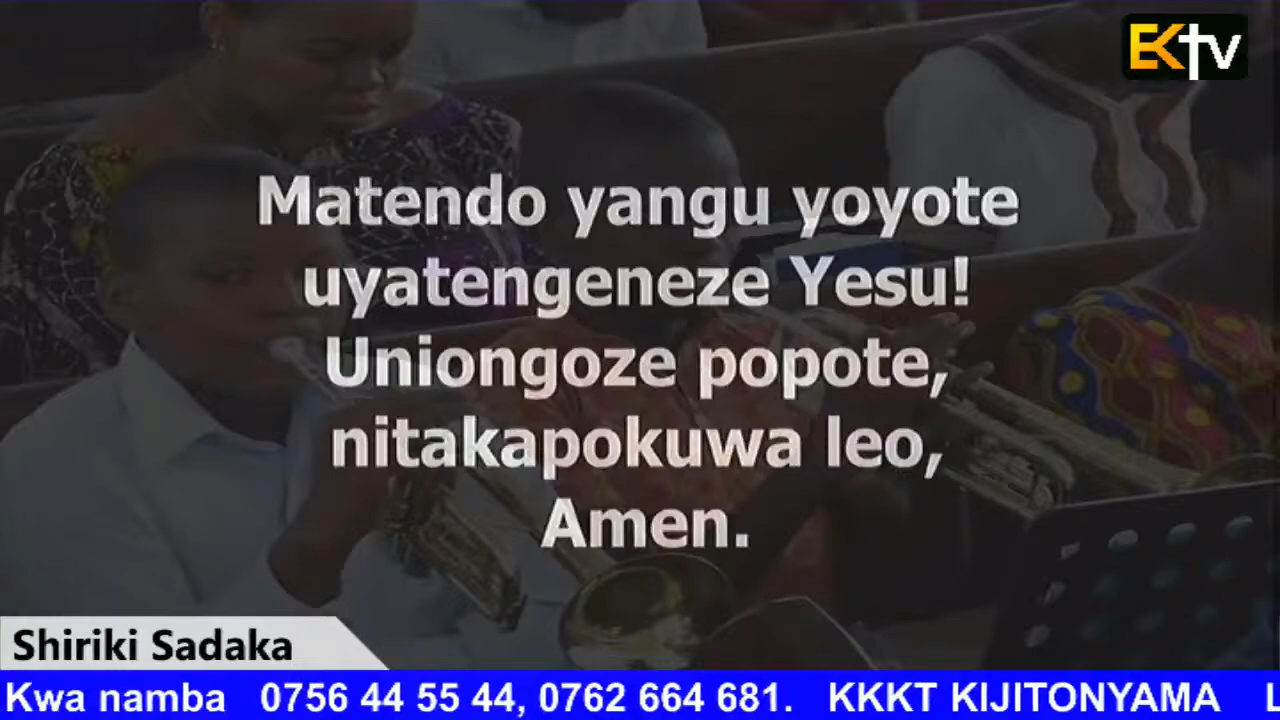 EKTV
Matendo yangu yoyote
uyatengeneze Yesu!
Uniongoze popote,
nitakapokuwa leo,
Amen.
Shiriki Sadaka
Kwa namba 0756 44 55 44, 0762 664 681. KKKT KIJITONYAMA L